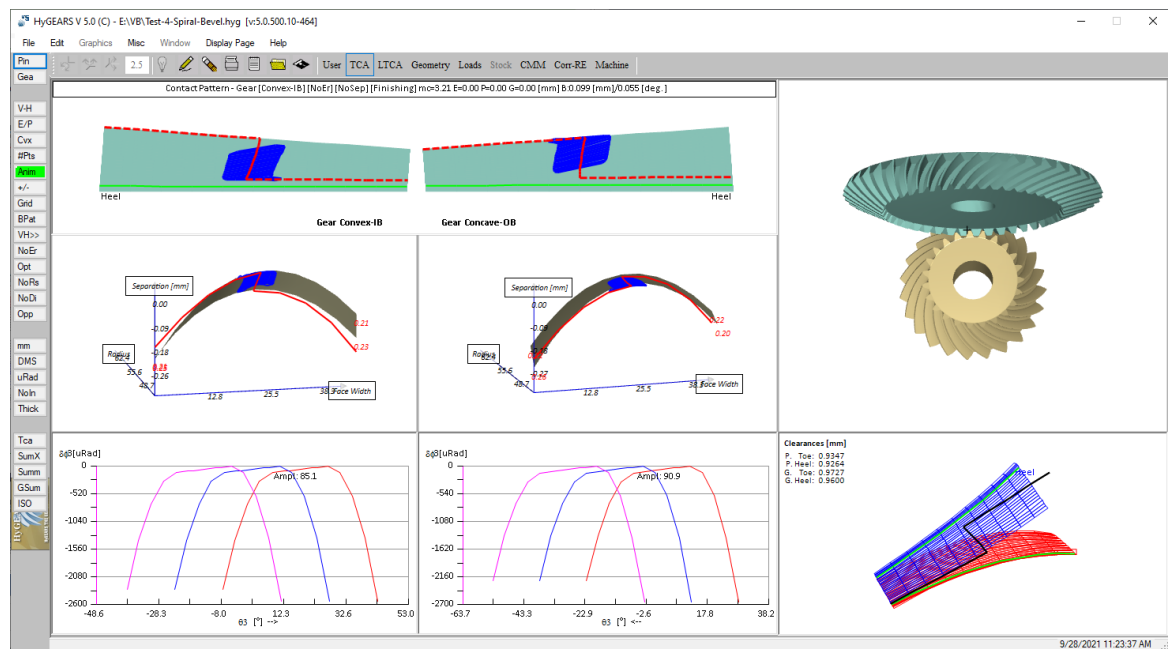 HyGEARS V 5.0 (C) - E:\VB\Test-4-Spiral-Bevel.hyg [v:5.0.500.10-464]
File Edit Graphics Misc Window Display Page Help
Pin
2.5 User TCA LTCA Geometry Loads Stock CMM Corr-RE Machine
Gea
V-H
E/P
Cvx
#Pts
Anim
+/-
Grid
BPat
VH>>
NoEr
Opt
NoRs
NoDi
Opp
mm
DMS
uRad
NoIn
Thick
Tca
SumX
Summ
GSum
ISO
Contact Pattern - Gear [Convex-IB] [NoEr] [NoSep] [Finishing] mc=3.21 E=0.00 P=0.00 G=0.00 [mm] B:0.099 [mm]/0.055 [deg.]
Heel
Gear Convex-IB
Gear Concave-OB
Heel
Separation [mm]
0.00
-0.09
-0.18
-0.26
Radius
55.6
48.7
12.8
25.5
Face Width
0.21
0.23
Separation [mm]
0.00
-0.09
-0.27
Radius
55.6
48.7
12.8
25.5
Face Width
0.20
δφ3[uRad]
Ampl: 85.1
0
-520
-1040
-1560
-2080
-2600
-48.6 -28.3 -8.0 12.3 32.6 53.0
θ3 [°] -->
δφ3[uRad]
Ampl: 90.9
0
-540
-1080
-1620
-2160
-2700
-63.7 -43.3 -22.9 -2.6 17.8 38.2
θ3 [°] <--
Clearances [mm]
P. Toe: 0.9347
P. Heel: 0.9264
G. Toe: 0.9727
G. Heel: 0.9600
Heel
9/28/2021 11:23:37 AM